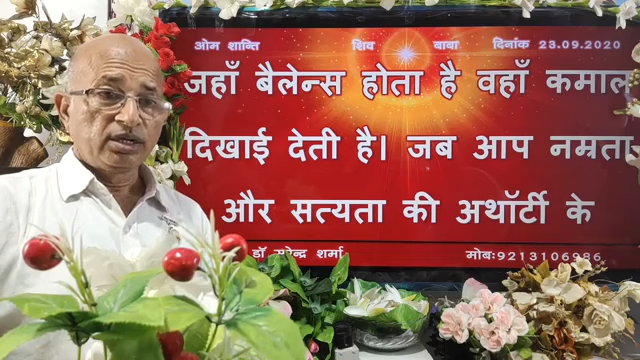 ओम शान्ति शिव बाबा दिनांक 23.09.2020
जहाँ बैलेन्स होता है वहाँ कमाल
दिखाई देती है। जब आप नम्रता
और सत्यता की अथॉर्टी के
डॉ सुरेन्द्र शर्मा मोबः9213106986